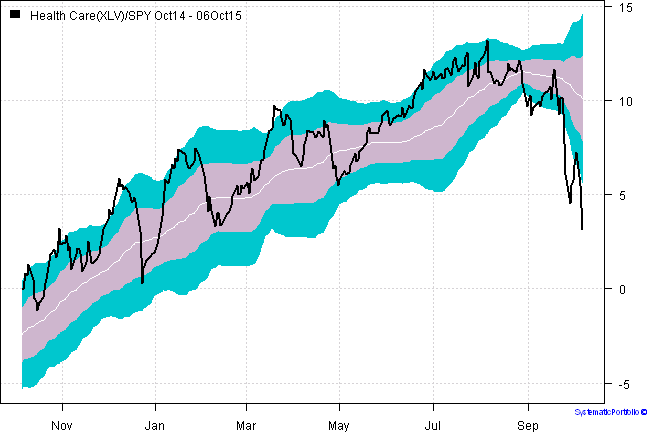 Health Care(XLV)/SPY Oct14 - 06Oct15
15
10
5
0
-5
Nov Jan Mar May Jul Sep
SystematicPortfolio ©